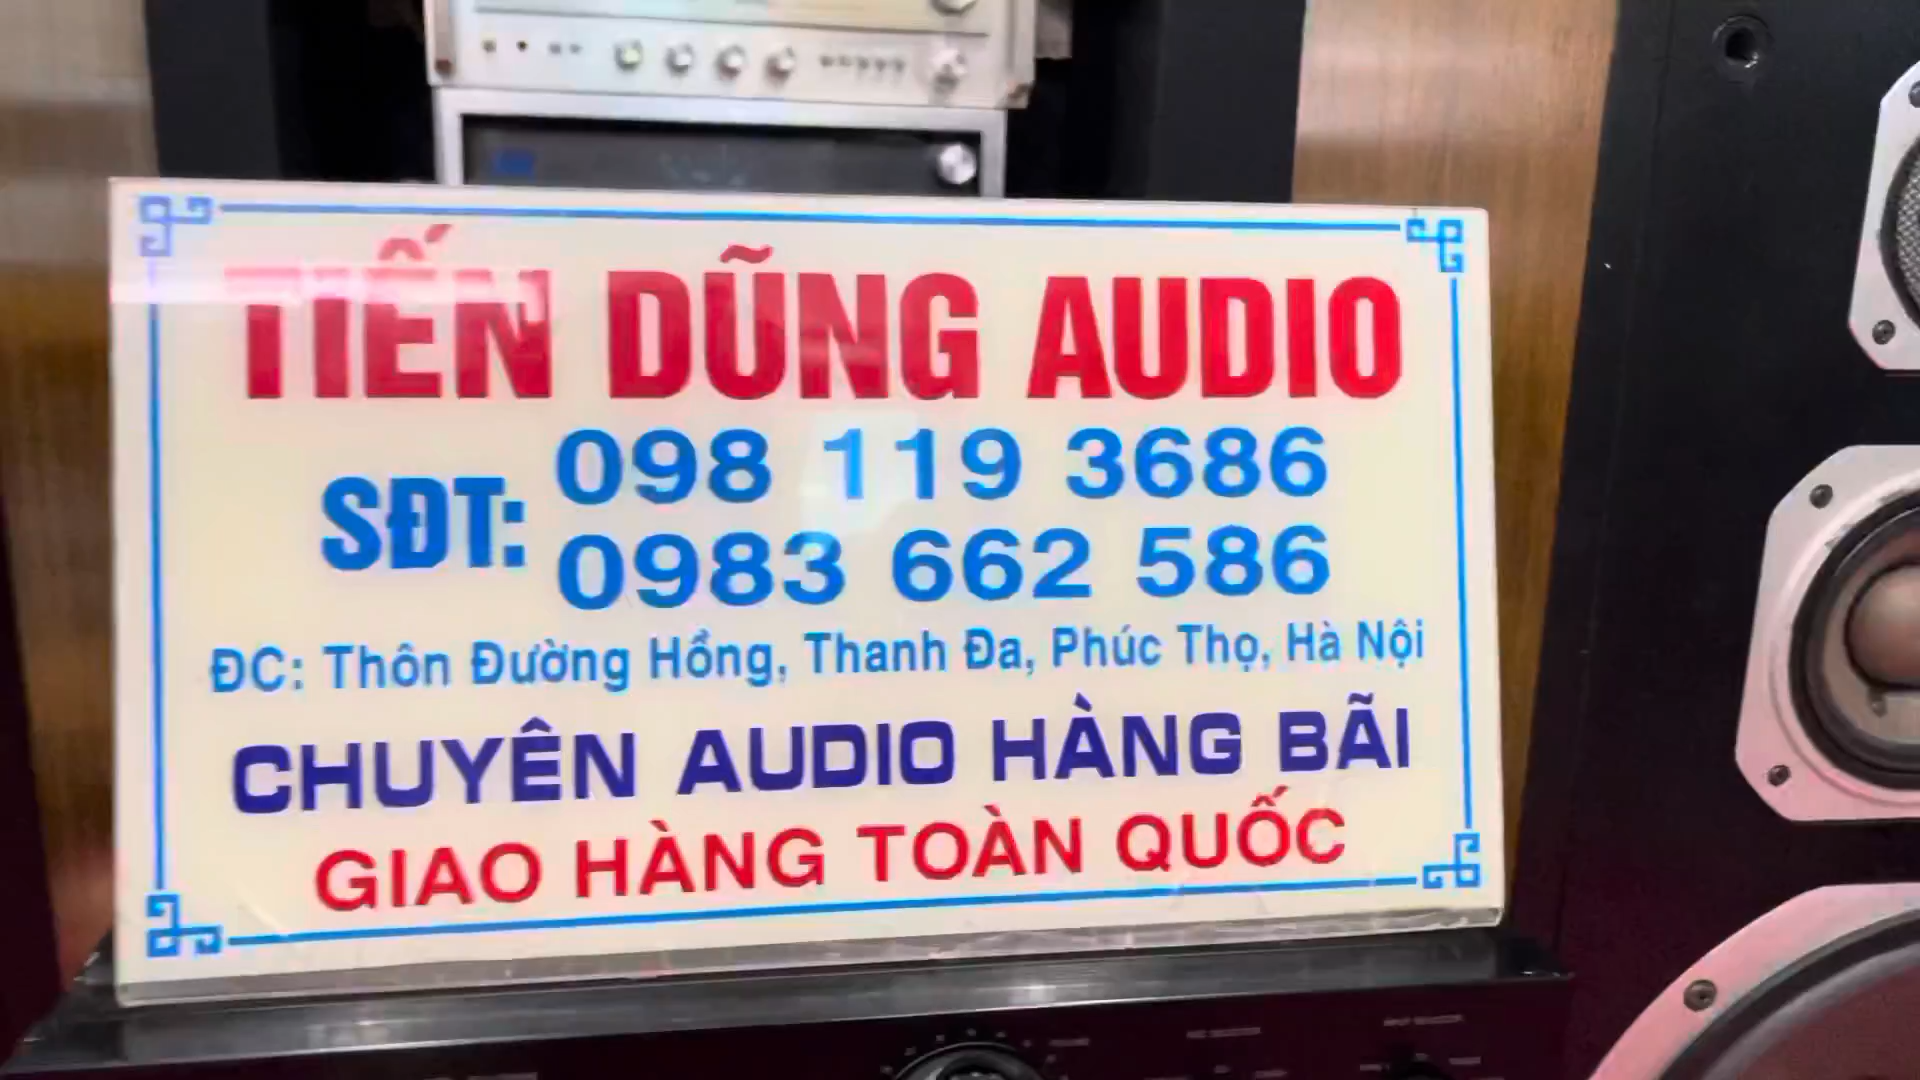 TIẾN DŨNG AUDIO
SĐT: 098 119 3686
0983 662 586
ĐC: Thôn Đường Hồng, Thanh Đa, Phúc Thọ, Hà Nội
CHUYÊN AUDIO HÀNG BÃI
GIAO HÀNG TOÀN QUỐC